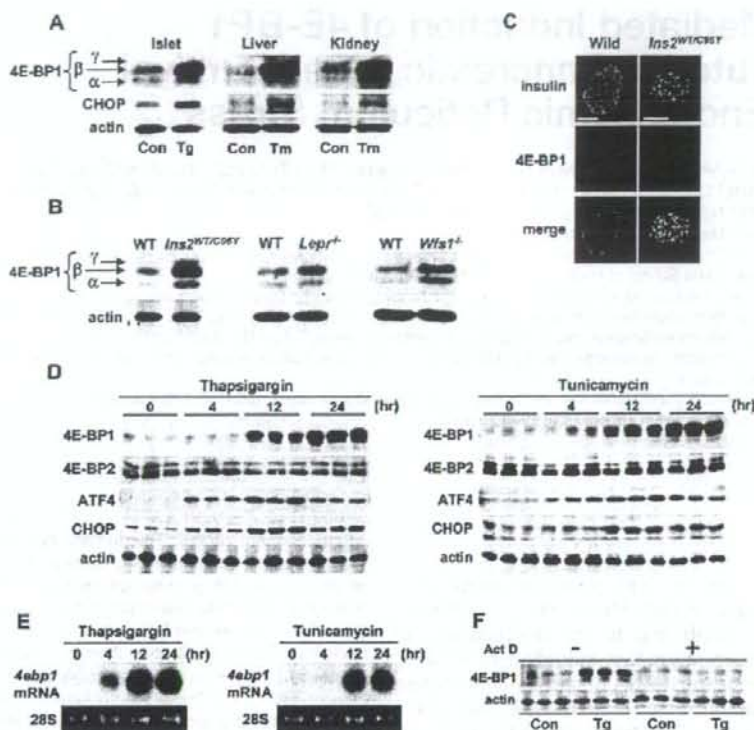 A
Islet Liver Kidney
4E-BP1 { γ β α
CHOP
actin
Con Tg Con Tm Con Tm
B
WT Ins2^WT/C96Y WT Lepr^-/- WT Wfs1^-/-
4E-BP1 { γ β α
actin
C
Wild Ins2^WT/C96Y
insulin
4E-BP1
merge
D
Thapsigargin
0 4 12 24 (hr)
4E-BP1
4E-BP2
ATF4
CHOP
actin
Tunicamycin
0 4 12 24 (hr)
4E-BP1
4E-BP2
ATF4
CHOP
actin
E
Thapsigargin
0 4 12 24 (hr)
4ebp1
mRNA
28S
Tunicamycin
0 4 12 24 (hr)
4ebp1
mRNA
28S
F
Act D - +
4E-BP1
actin
Con Tg Con Tg